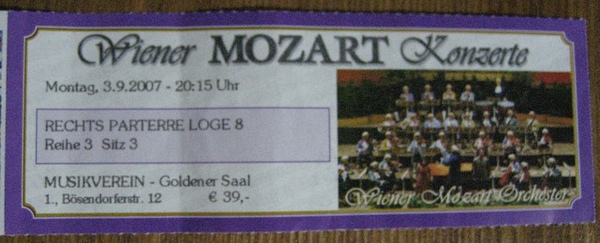 Wiener MOZART Konzerte
Montag, 3.9.2007 - 20:15 Uhr
RECHTS PARTERRE LOGE 8
Reihe 3 Sitz 3
MUSIKVEREIN - Goldener Saal
1., Bösendorferstr. 12 € 39,-
Wiener Mozart Orchester